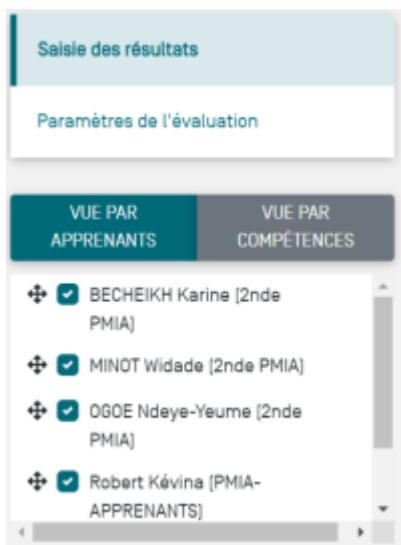 Saisie des résultats
Paramètres de l'évaluation
VUE PAR
APPRENANTS
VUE PAR
COMPÉTENCES
BECHEIKH Karine (2nde
PMIA)
MINOT Widade (2nde PMIA)
OGOE Ndeye-Yeume (2nde
PMIA)
Robert Kévina (PMIA-
APPRENANTS)